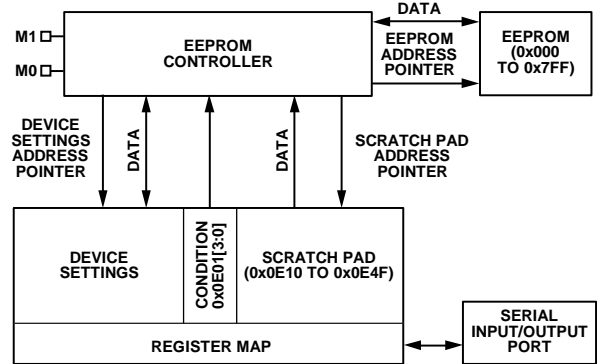 M1
M0
EEPROM
CONTROLLER
DATA
EEPROM
ADDRESS
POINTER
EEPROM
(0x000
TO 0x7FF)
DEVICE
SETTINGS
ADDRESS
POINTER
DATA
DATA
SCRATCH PAD
ADDRESS
POINTER
DEVICE
SETTINGS
CONDITION
0x0E01[3:0]
SCRATCH PAD
(0x0E10 TO 0x0E4F)
REGISTER MAP
SERIAL
INPUT/OUTPUT
PORT